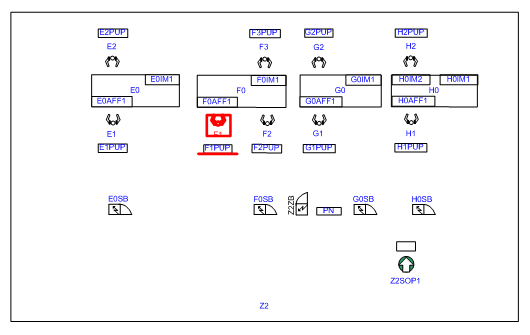 E2PUP F3PUP G2PUP H2PUP
E2 F3 G2 H2
E0IM1 F0IM1 G0IM1 H0IM2 H0IM1
E0 F0 G0 H0
E0AFF1 F0AFF1 G0AFF1 H0AFF1
E1 F1 F2 G1 H1
E1PUP F1PUP F2PUP G1PUP H1PUP
E0SB F0SB Z2ZB G0SB H0SB
PN
Z2SOP1
Z2